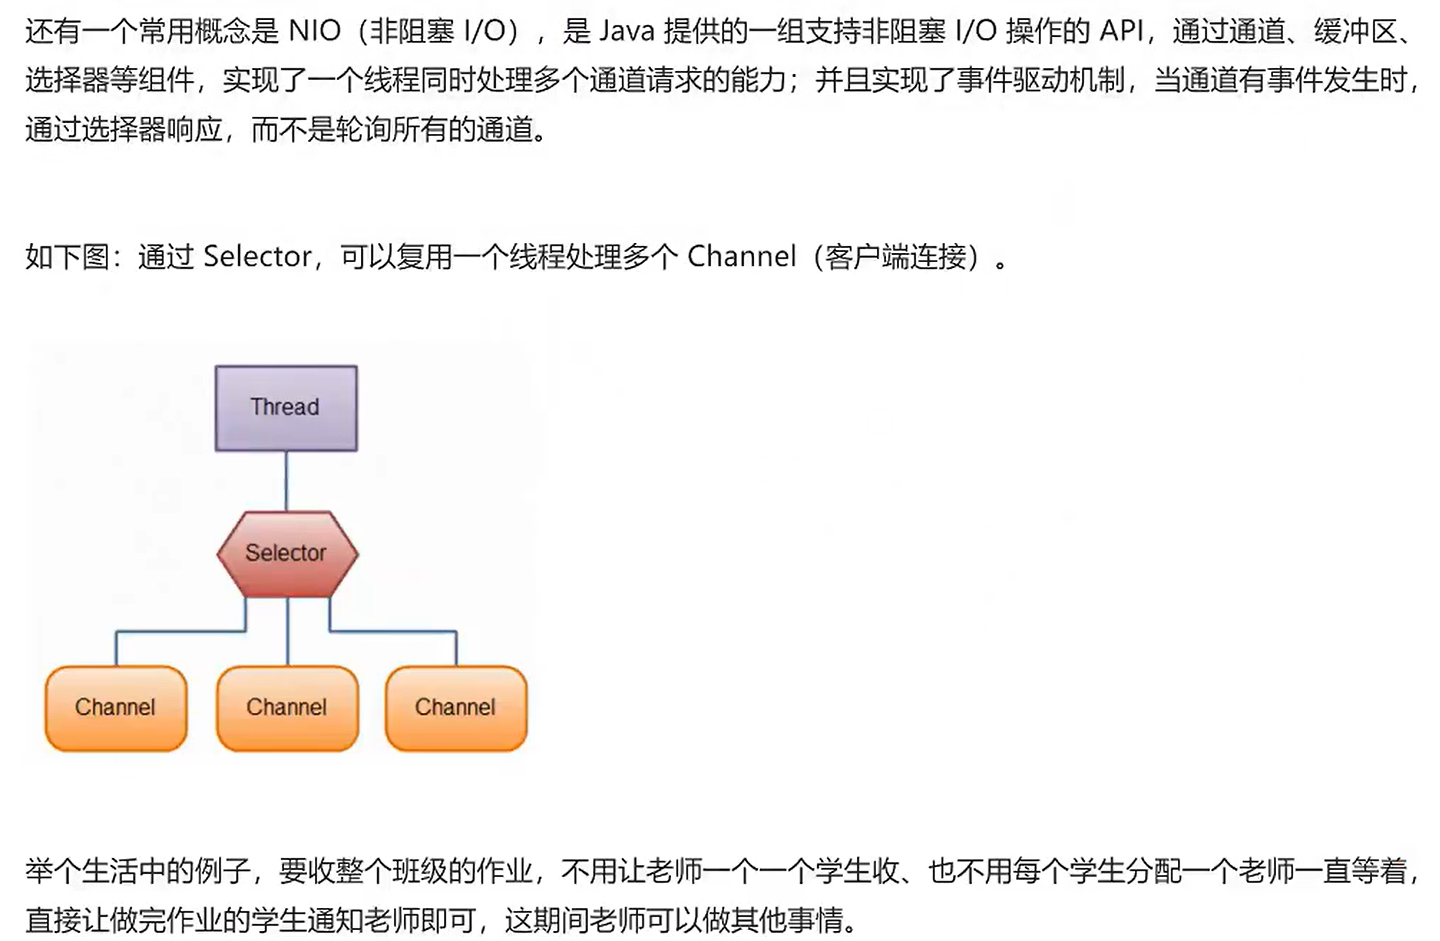 还有一个常用概念是 NIO（非阻塞 I/O），是 Java 提供的一组支持非阻塞 I/O 操作的 API，通过通道、缓冲区、
选择器等组件，实现了一个线程同时处理多个通道请求的能力；并且实现了事件驱动机制，当通道有事件发生时，
通过选择器响应，而不是轮询所有的通道。
如下图：通过 Selector，可以复用一个线程处理多个 Channel（客户端连接）。
Thread
Selector
Channel
Channel
Channel
举个生活中的例子，要收整个班级的作业，不用让老师一个一个学生收、也不用每个学生分配一个老师一直等着，
直接让做完作业的学生通知老师即可，这期间老师可以做其他事情。